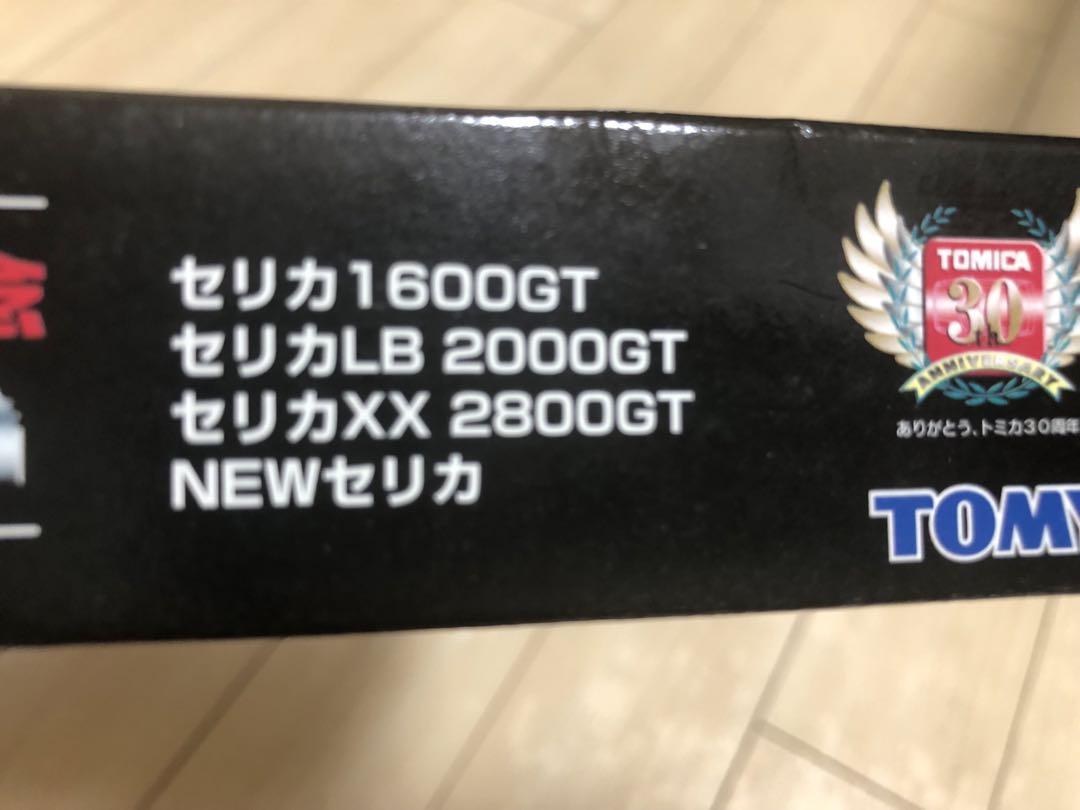 セリカ1600GT
セリカLB 2000GT
セリカXX 2800GT
NEWセリカ
TOMICA
30th
ANNIVERSARY
ありがとう、トミカ30周年
TOMY